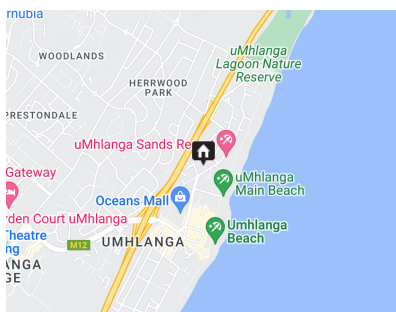 rnubia
WOODLANDS
uMhlanga
Lagoon Nature
Reserve
HERRWOOD
PARK
PRESTONDALE
uMhlanga Sands Re
Gateway
uMhlanga
Main Beach
Oceans Mall
rden Court uMhlanga
Umhlanga
Beach
Theatre
ng
M12
UMHLANGA
ANGA
GE